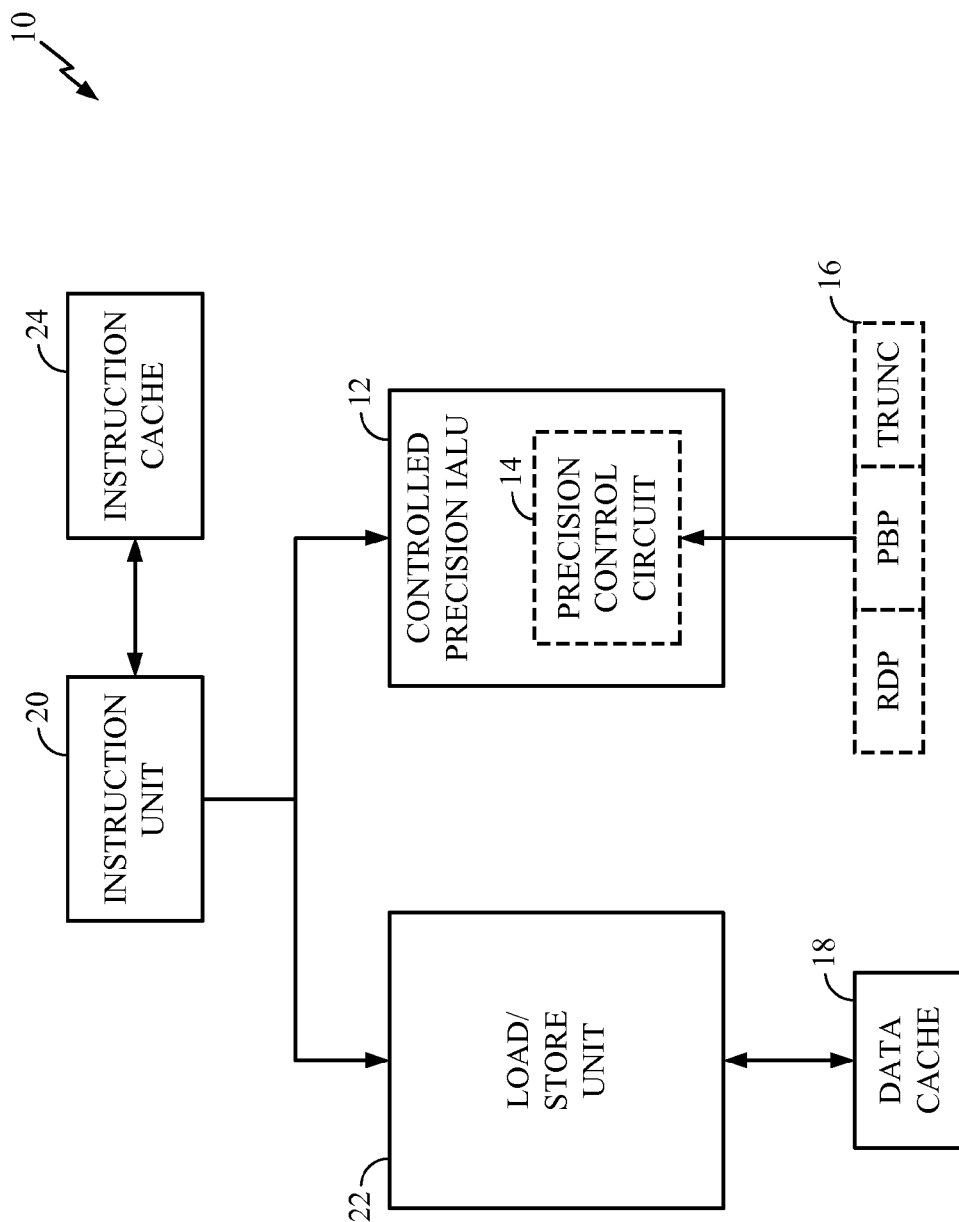 10
24
INSTRUCTION
CACHE
20
INSTRUCTION
UNIT
12
CONTROLLED
PRECISION IALU
14
PRECISION
CONTROL
CIRCUIT
22
LOAD/
STORE
UNIT
16
RDP
PBP
TRUNC
18
DATA
CACHE